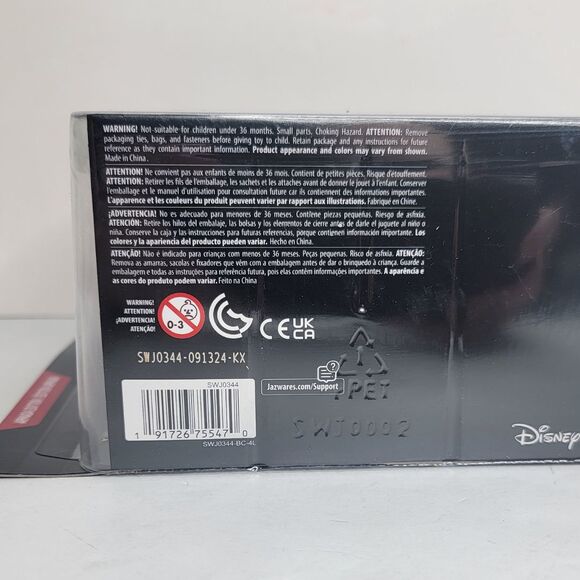 WARNING! Not suitable for children under 36 months. Small parts. Choking Hazard. ATTENTION: Remove
packaging ties, bags, and fasteners before giving toy to child. Retain package and any instructions for future
reference as they contain important information. Product appearance and colors may vary from shown.
Made in China.
ATTENTION! Ne convient pas aux enfants de moins de 36 mois. Contient de petites pièces. Risque d'étouffement.
ATTENTION: Retirer les fils de l'emballage, les sachets et les attaches avant de donner le jouet à l'enfant. Conserver
l'emballage et le manuel d'utilisation pour consultation future car ils contiennent des informations importantes.
L'apparence et les couleurs du produit peuvent varier par rapport aux illustrations. Fabriqué en Chine.
¡ADVERTENCIA! No es adecuado para menores de 36 meses. Contiene piezas pequeñas. Riesgo de asfixia.
ATENCIÓN: Retire los hilos del embalaje, las bolsas y los elementos de cierre antes de darle el juguete al niño o
niña. Conserve la caja y las instrucciones para futuras referencias, porque contienen información importante. Los
colores y la apariencia del producto pueden variar. Hecho en China.
ATENÇÃO! Não é indicado para crianças com menos de 36 meses. Peças pequenas. Risco de asfixia. ATENÇÃO:
Remova as amarras, sacolas e fixadores que vêm com a embalagem antes de dar o brinquedo à criança. Guarde a
embalagem e todas as instruções para referência futura, pois elas contêm informações importantes. A aparência e
as cores do produto podem variar. Feito na China
WARNING!
ATTENTION!
¡ADVERTENCIA!
ATENÇÃO!
0-3
CE
UK
CA
SWJ0344-091324-KX
SWJ0344
1 91726 75547 0
SWJ0344-BC-4L
Jazwares.com/Support
1
PET
SWJ0002
Disney